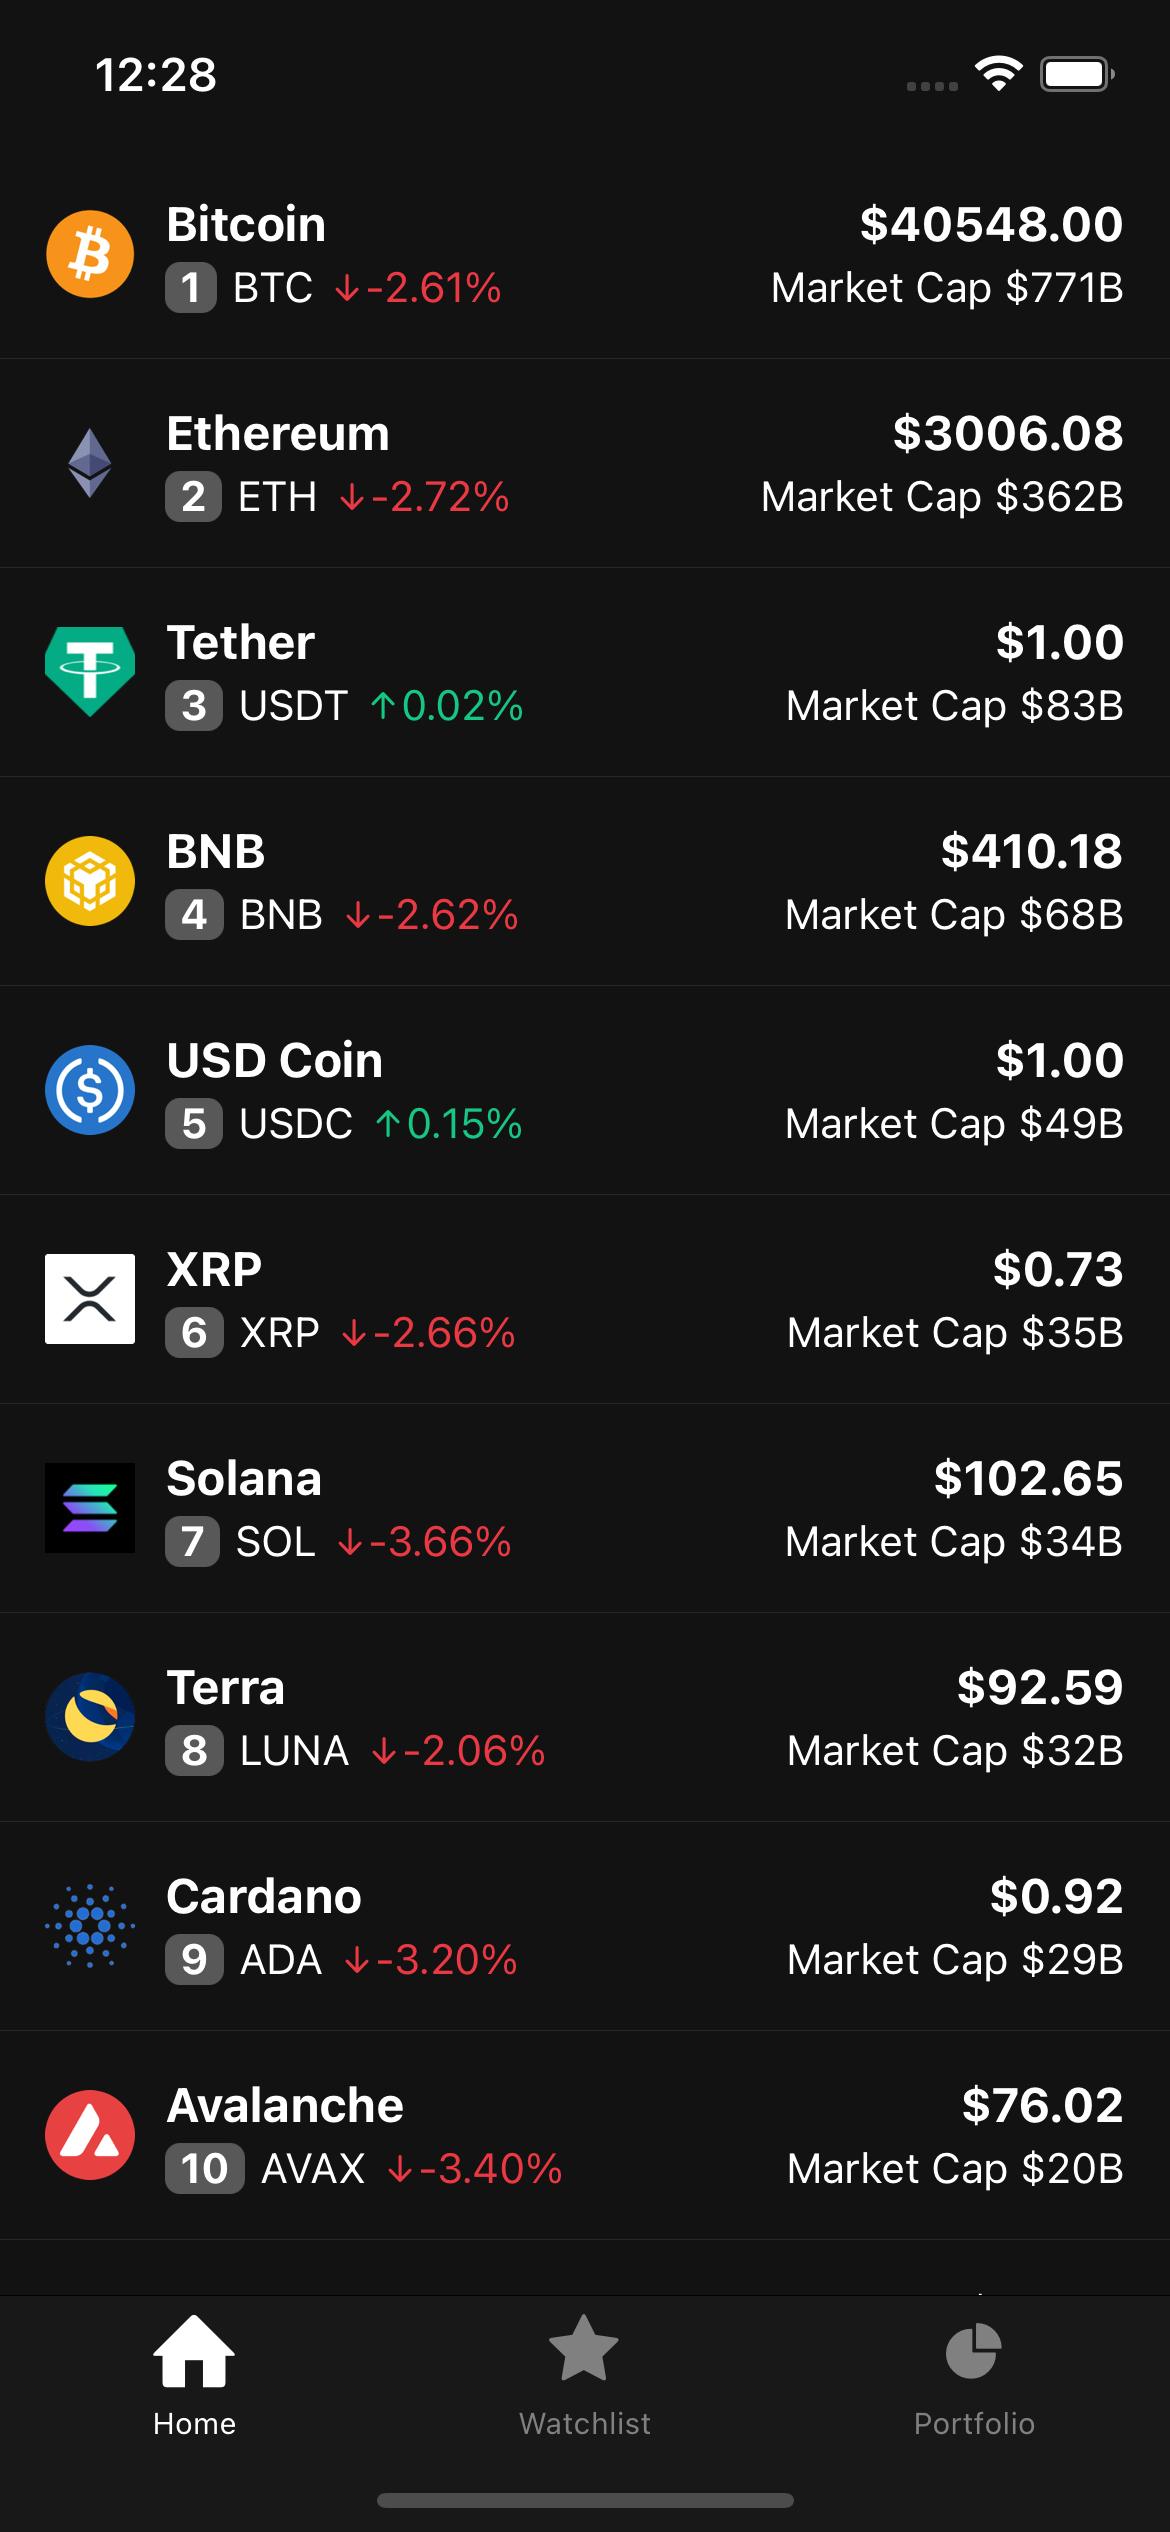 12:28
Bitcoin $40548.00
1 BTC ↓-2.61% Market Cap $771B
Ethereum $3006.08
2 ETH ↓-2.72% Market Cap $362B
Tether $1.00
3 USDT ↑0.02% Market Cap $83B
BNB $410.18
4 BNB ↓-2.62% Market Cap $68B
USD Coin $1.00
5 USDC ↑0.15% Market Cap $49B
XRP $0.73
6 XRP ↓-2.66% Market Cap $35B
Solana $102.65
7 SOL ↓-3.66% Market Cap $34B
Terra $92.59
8 LUNA ↓-2.06% Market Cap $32B
Cardano $0.92
9 ADA ↓-3.20% Market Cap $29B
Avalanche $76.02
10 AVAX ↓-3.40% Market Cap $20B
Home Watchlist Portfolio